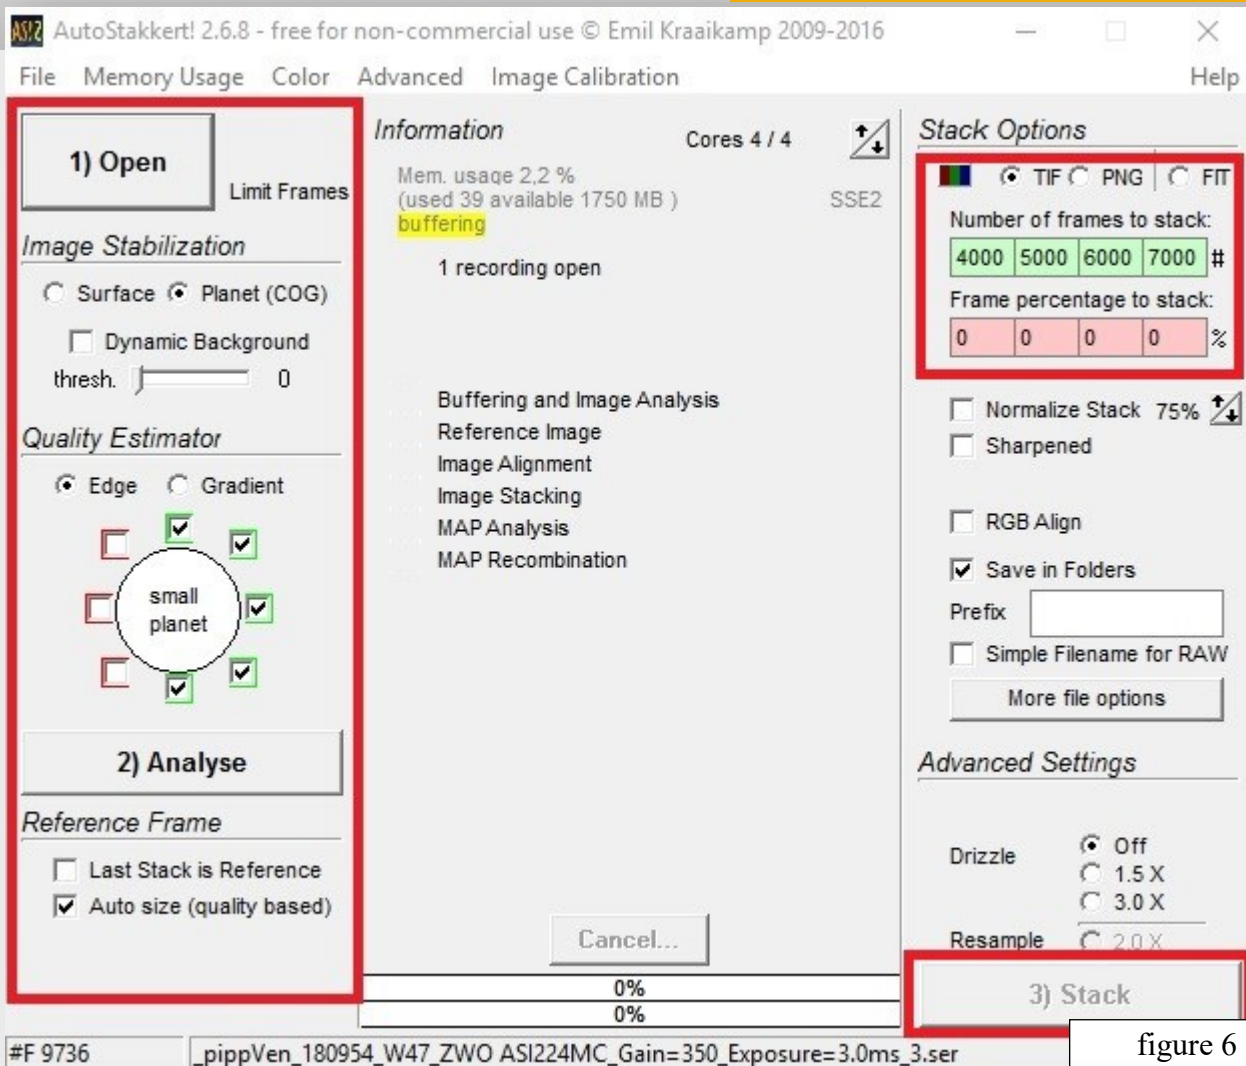 AS!2 AutoStakkert! 2.6.8 - free for non-commercial use © Emil Kraaikamp 2009-2016
File Memory Usage Color Advanced Image Calibration Help
1) Open
Limit Frames
Image Stabilization
Surface Planet (COG)
Dynamic Background
thresh. 0
Quality Estimator
Edge Gradient
small
planet
2) Analyse
Reference Frame
Last Stack is Reference
Auto size (quality based)
Information
Cores 4 / 4
Mem. usage 2,2 %
(used 39 available 1750 MB ) SSE2
buffering
1 recording open
Buffering and Image Analysis
Reference Image
Image Alignment
Image Stacking
MAP Analysis
MAP Recombination
Cancel...
0%
0%
Stack Options
TIF PNG FIT
Number of frames to stack:
4000 5000 6000 7000 #
Frame percentage to stack:
0 0 0 0 %
Normalize Stack 75%
Sharpened
RGB Align
Save in Folders
Prefix
Simple Filename for RAW
More file options
Advanced Settings
Drizzle Off
1.5 X
3.0 X
Resample 2.0 X
3) Stack
#F 9736 _pippVen_180954_W47_ZWO ASI224MC_Gain=350_Exposure=3.0ms_3.ser
figure 6